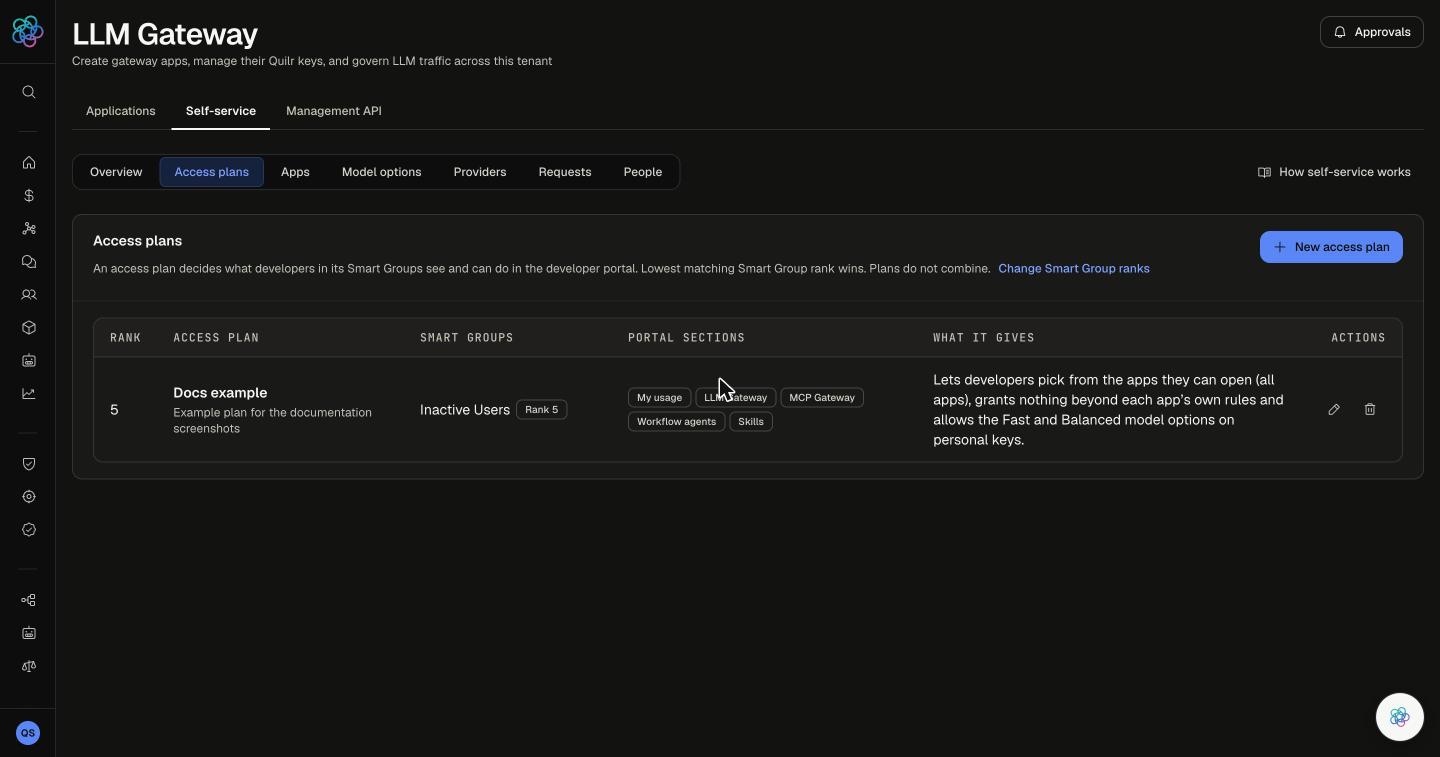 LLM Gateway
Create gateway apps, manage their Quilr keys, and govern LLM traffic across this tenant
Approvals
Applications
Self-service
Management API
Overview
Access plans
Apps
Model options
Providers
Requests
People
How self-service works
Access plans
An access plan decides what developers in its Smart Groups see and can do in the developer portal. Lowest matching Smart Group rank wins. Plans do not combine. Change Smart Group ranks
New access plan
RANK
ACCESS PLAN
SMART GROUPS
PORTAL SECTIONS
WHAT IT GIVES
ACTIONS
5
Docs example
Example plan for the documentation
screenshots
Inactive Users
Rank 5
My usage
LLM Gateway
MCP Gateway
Workflow agents
Skills
Lets developers pick from the apps they can open (all
apps), grants nothing beyond each app’s own rules and
allows the Fast and Balanced model options on
personal keys.
QS